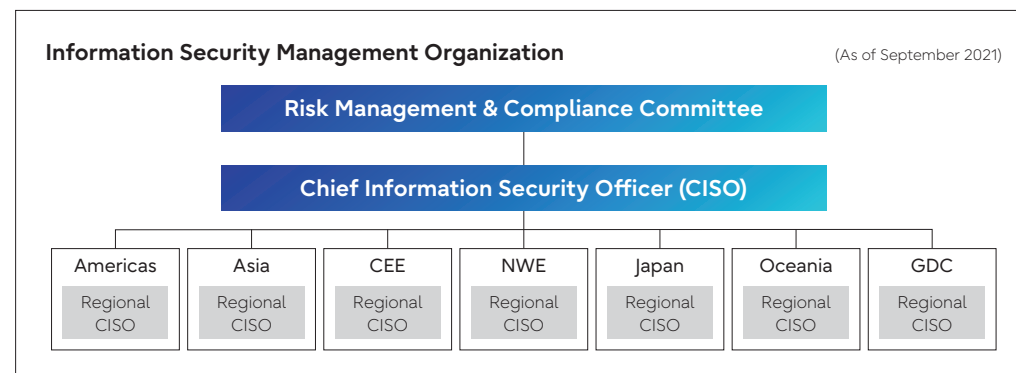 Information Security Management Organization
(As of September 2021)
Risk Management & Compliance Committee
Chief Information Security Officer (CISO)
Americas
Regional
CISO
Asia
Regional
CISO
CEE
Regional
CISO
NWE
Regional
CISO
Japan
Regional
CISO
Oceania
Regional
CISO
GDC
Regional
CISO